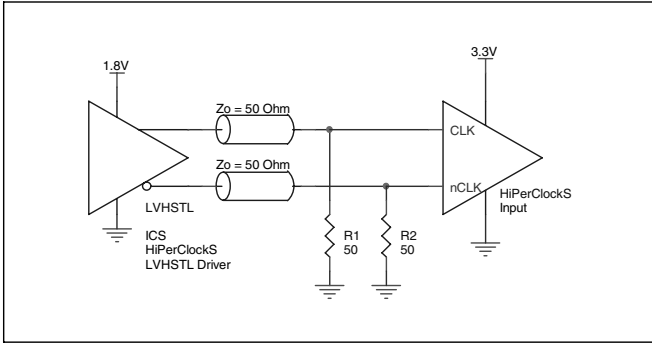 1.8V
3.3V
Zo = 50 Ohm
CLK
Zo = 50 Ohm
nCLK
HiPerClockS
Input
LVHSTL
ICS
HiPerClockS
LVHSTL Driver
R1
50
R2
50